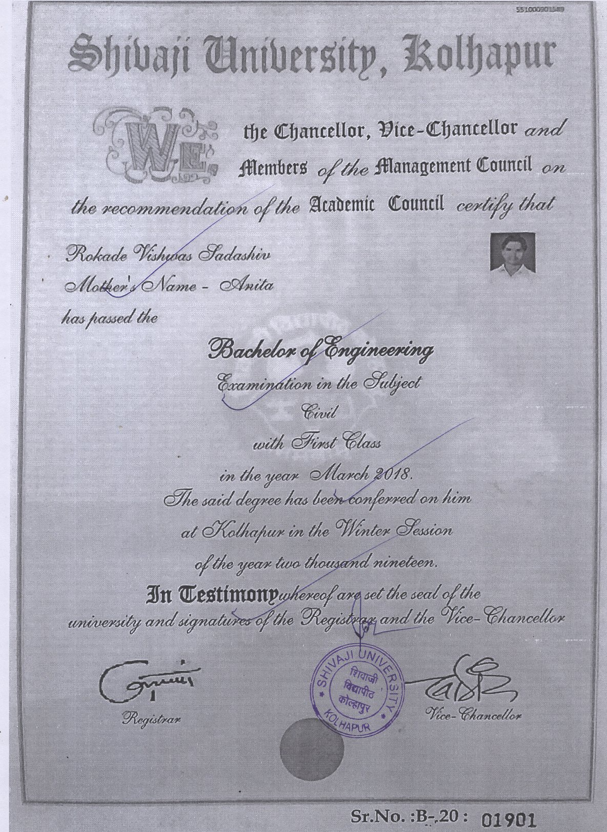 551000901589
Shivaji University, Kolhapur
WE, the Chancellor, Vice-Chancellor and
Members of the Management Council on
the recommendation of the Academic Council certify that
Rokade Vishwas Sadashiv
Mother's Name - Anita
has passed the
Bachelor of Engineering
Examination in the Subject
Civil
with First Class
in the year March 2018.
The said degree has been conferred on him
at Kolhapur in the Winter Session
of the year two thousand nineteen.
In Testimony whereof are set the seal of the
university and signatures of the Registrar and the Vice-Chancellor
SHIVAJI UNIVERSITY
शिवाजी
विद्यापीठ
कोल्हापूर
KOLHAPUR
Registrar
Vice-Chancellor
Sr.No. :B-20 : 01901